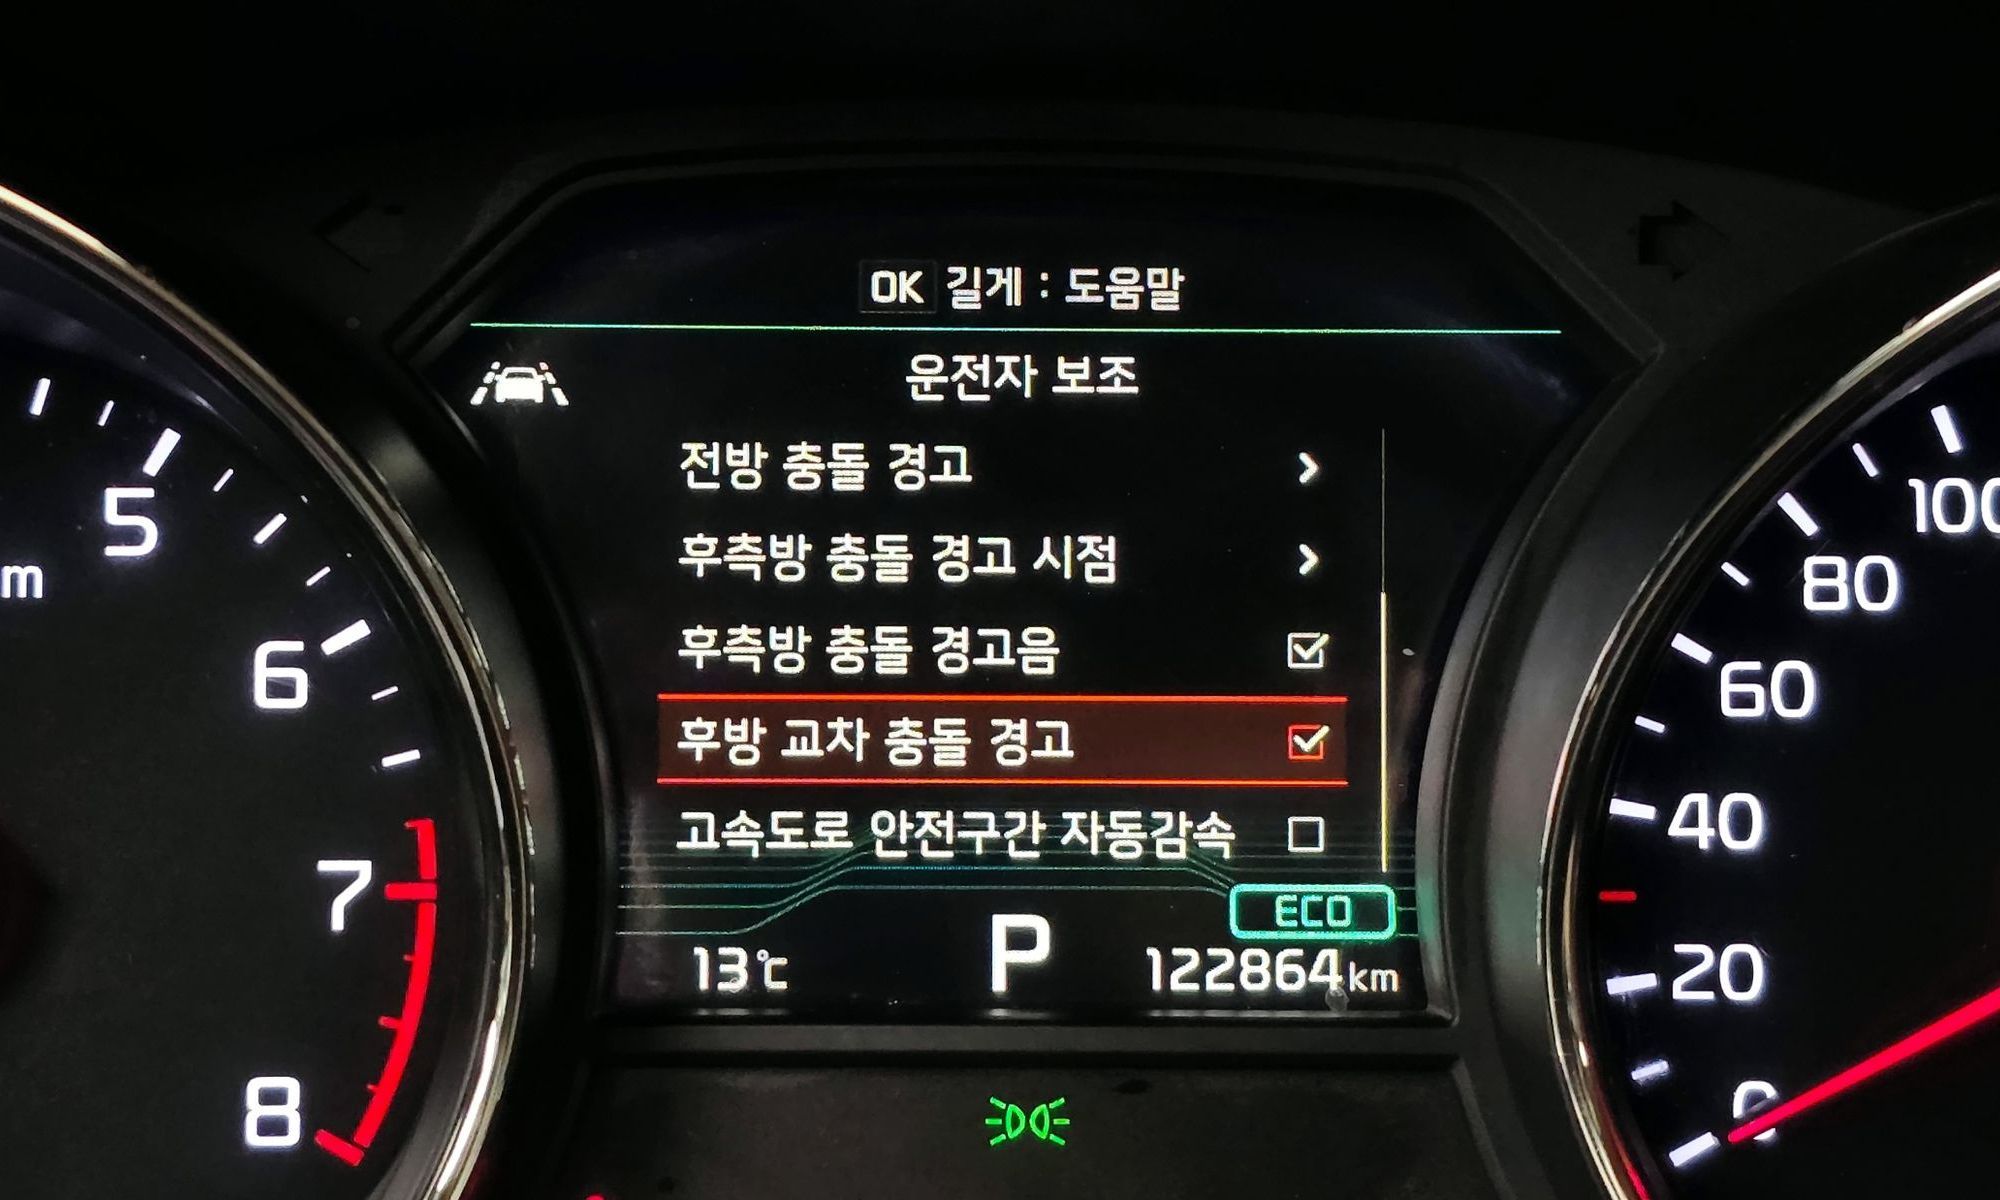 OK 길게 : 도움말
운전자 보조
전방 충돌 경고
후측방 충돌 경고 시점
후측방 충돌 경고음
후방 교차 충돌 경고
고속도로 안전구간 자동감속
ECO
13℃ P 122864km
5
6
7
8
100
80
60
40
20
0